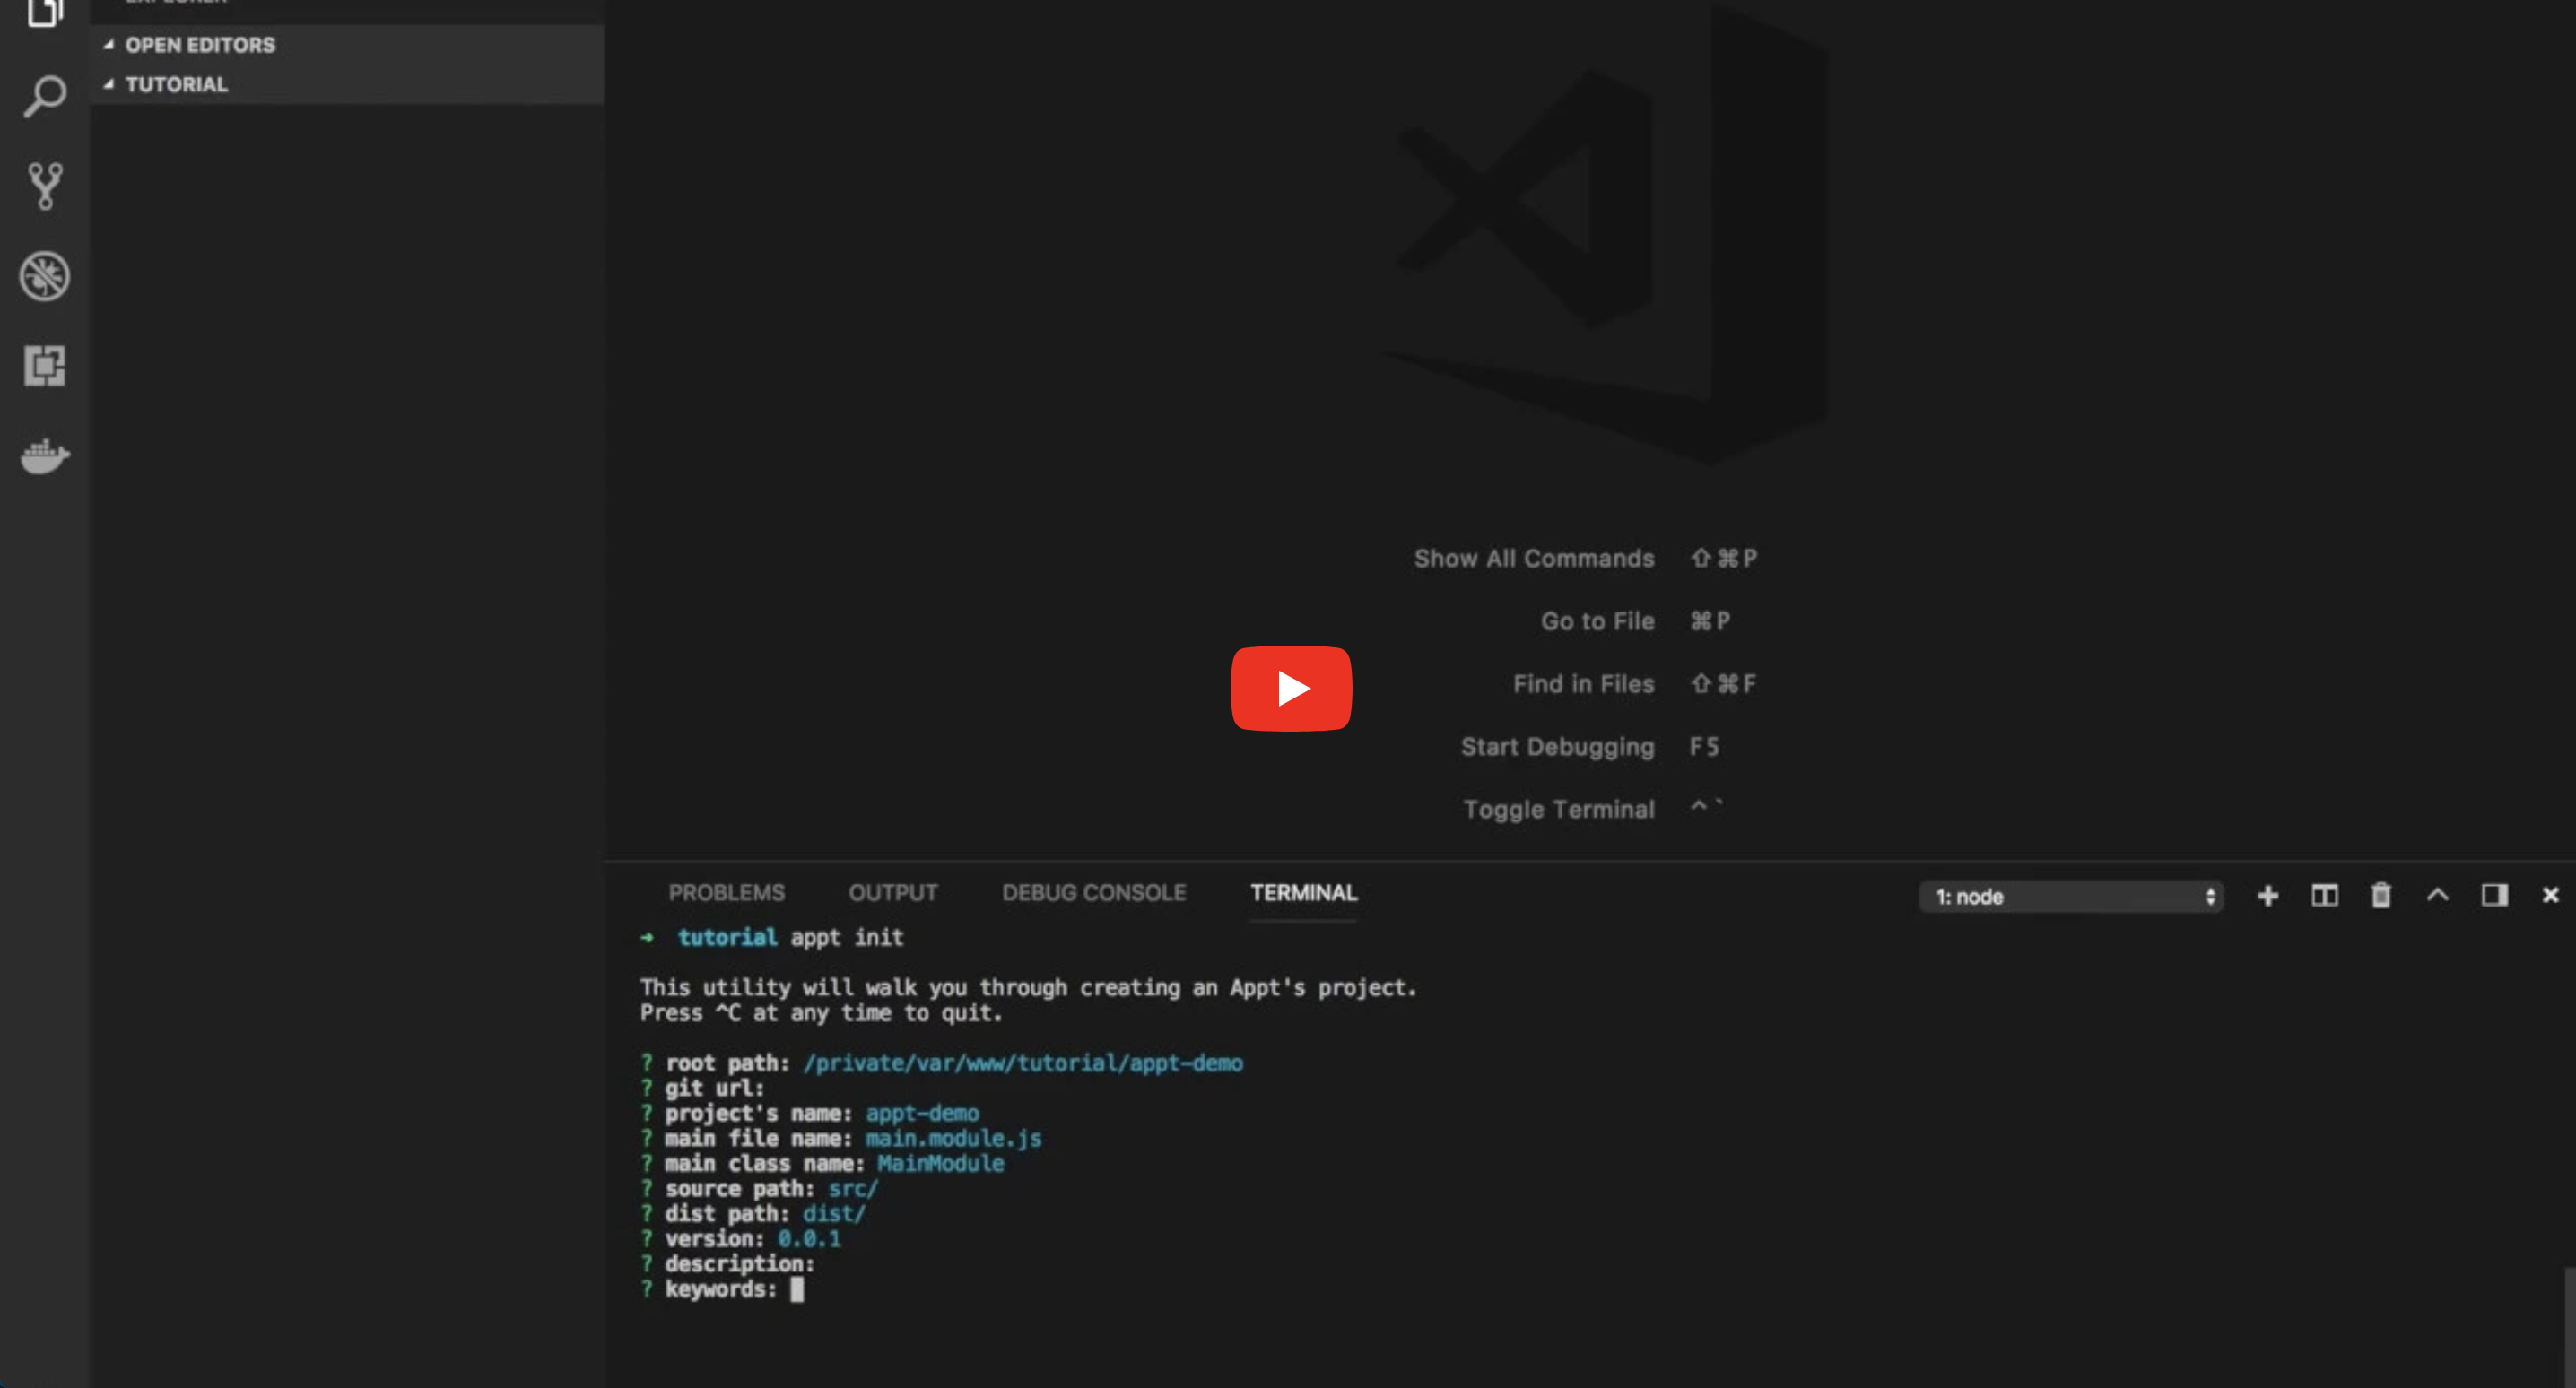 EXPLORER
OPEN EDITORS
TUTORIAL
Show All Commands ⇧⌘P
Go to File ⌘P
Find in Files ⇧⌘F
Start Debugging F5
Toggle Terminal ^`
PROBLEMS OUTPUT DEBUG CONSOLE TERMINAL 1: node
→ tutorial appt init
This utility will walk you through creating an Appt's project.
Press ^C at any time to quit.
? root path: /private/var/www/tutorial/appt-demo
? git url:
? project's name: appt-demo
? main file name: main.module.js
? main class name: MainModule
? source path: src/
? dist path: dist/
? version: 0.0.1
? description:
? keywords: